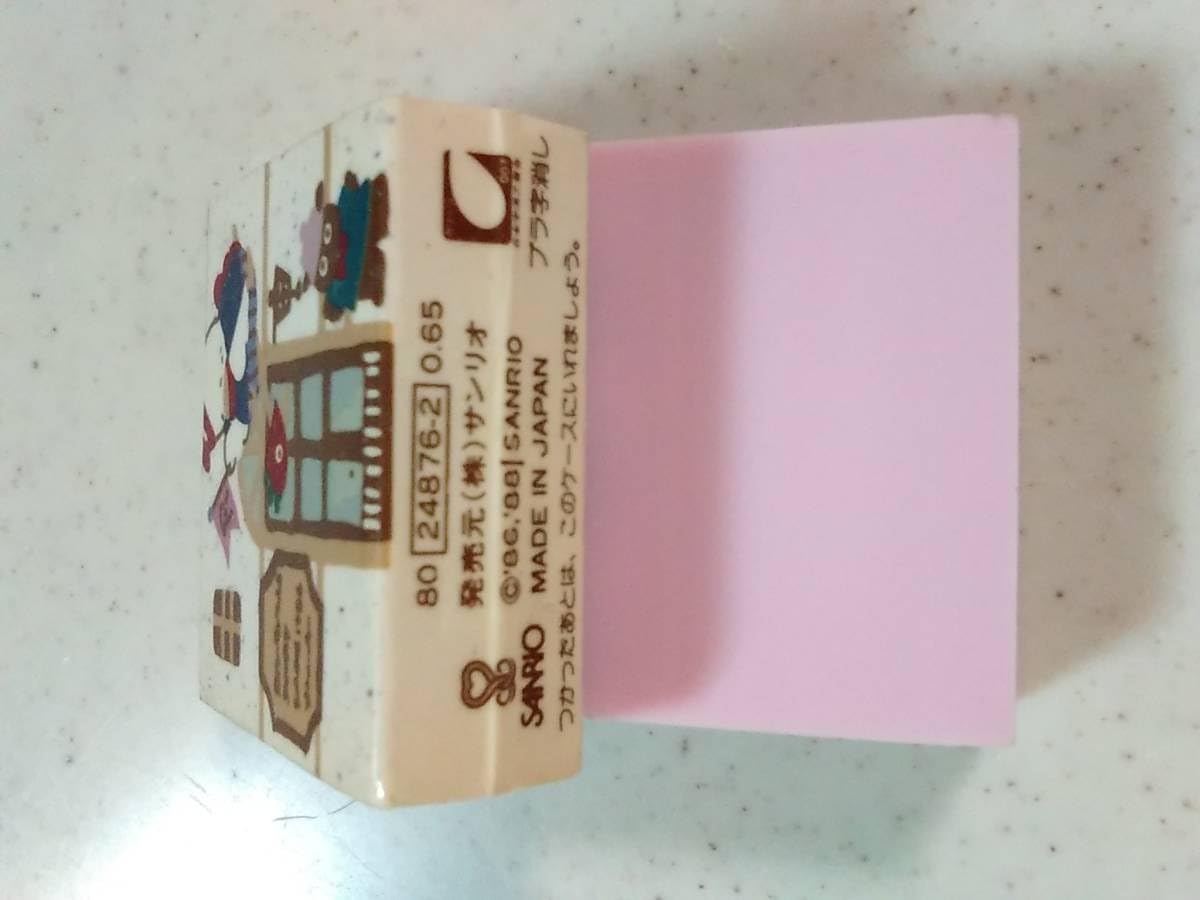 80 24876-2 0.65
発売元(株)サンリオ
©'86,'88 SANRIO
SANRIO MADE IN JAPAN プラ字消し
つかったあとは、このケースにいれましょう。